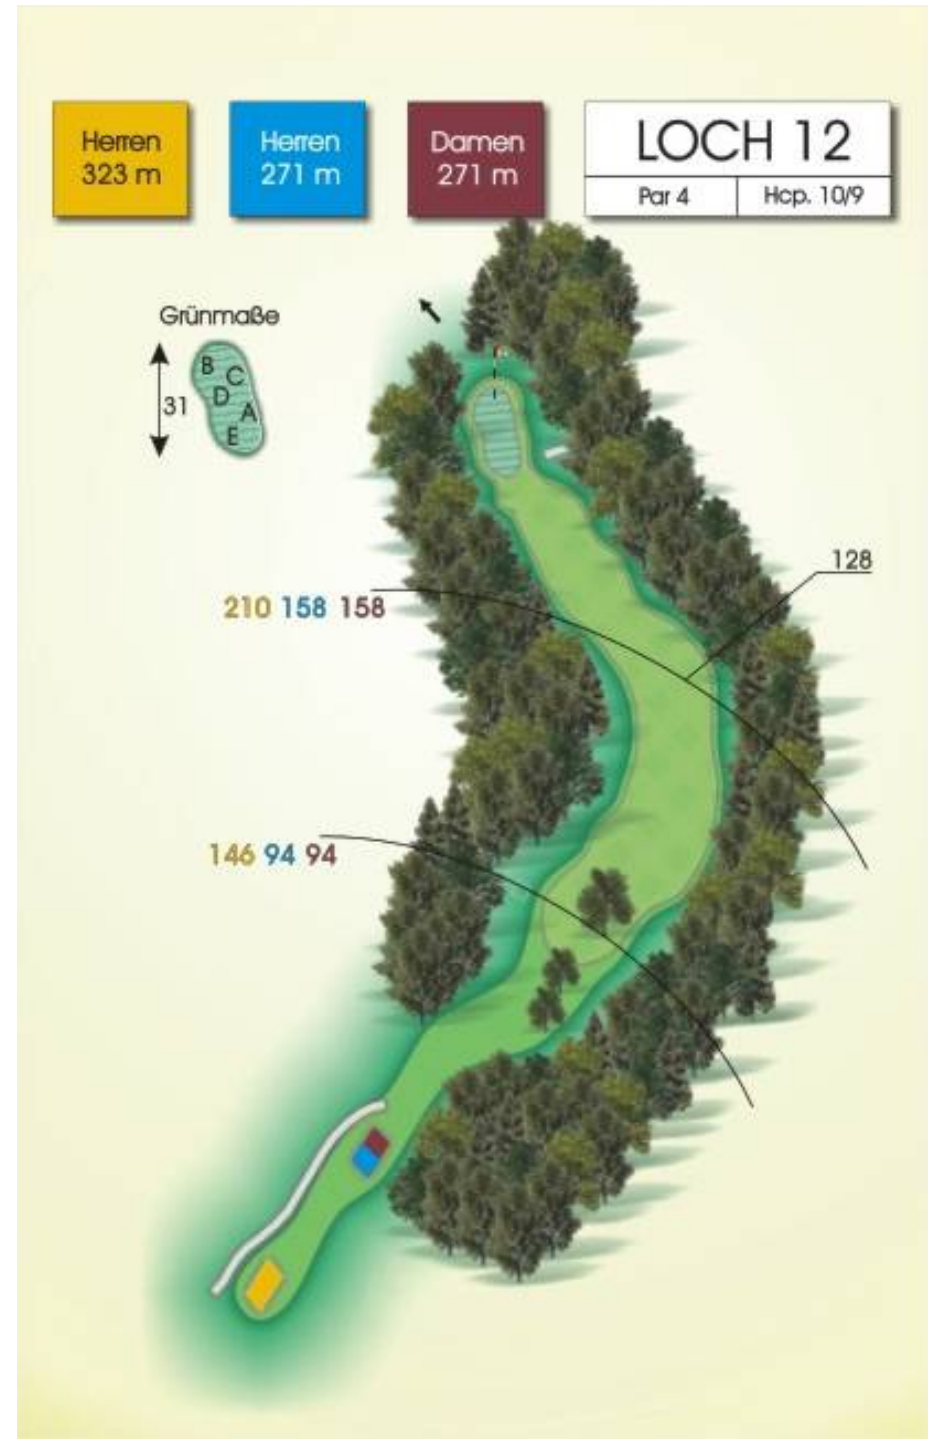 Herren
323 m
Herren
271 m
Damen
271 m
LOCH 12
Par 4
Hcp. 10/9
Grünmaße
B
C
D
A
E
31
128
210 158 158
146 94 94